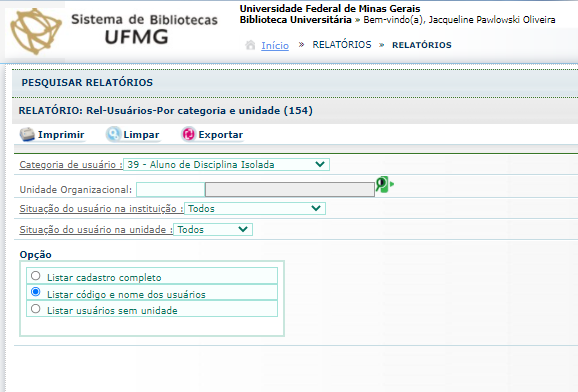 Sistema de Bibliotecas
UFMG
Universidade Federal de Minas Gerais
Biblioteca Universitária » Bem-vindo(a), Jacqueline Pawlowski Oliveira
Início » RELATÓRIOS » RELATÓRIOS
PESQUISAR RELATÓRIOS
RELATÓRIO: Rel-Usuários-Por categoria e unidade (154)
Imprimir Limpar Exportar
Categoria de usuário : 39 - Aluno de Disciplina Isolada
Unidade Organizacional:
Situação do usuário na instituição : Todos
Situação do usuário na unidade : Todos
Opção
Listar cadastro completo
Listar código e nome dos usuários
Listar usuários sem unidade